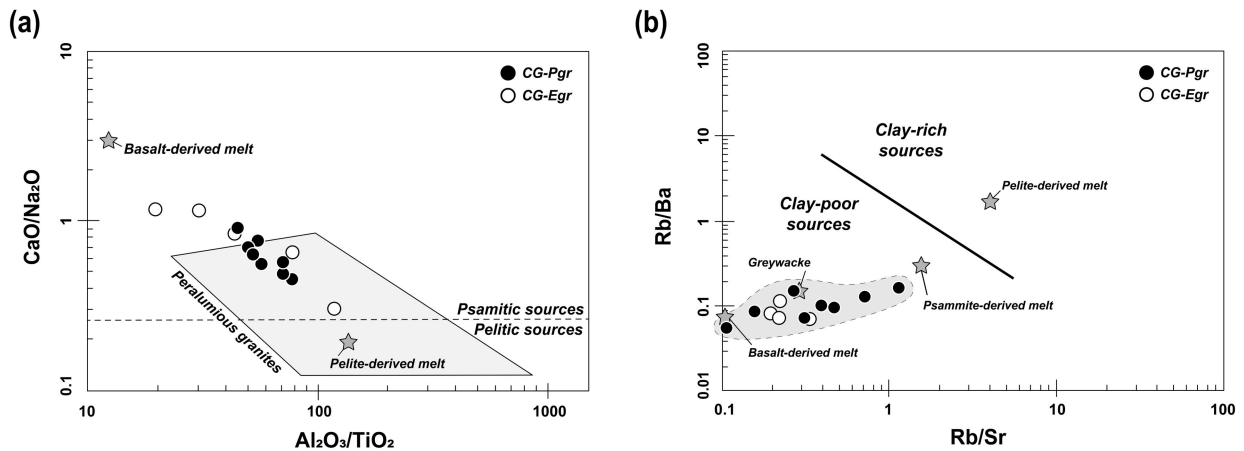 (a)
10
1
0.1
CaO/Na₂O
CG-Pgr
CG-Egr
Basalt-derived melt
Peralumious granites
Psamitic sources
Pelitic sources
Pelite-derived melt
10
100
1000
Al₂O₃/TiO₂
(b)
100
10
1
0.1
0.01
Rb/Ba
CG-Pgr
CG-Egr
Clay-rich
sources
Pelite-derived melt
Clay-poor
sources
Greywacke
Psammite-derived melt
Basalt-derived melt
0.1
1
10
100
Rb/Sr